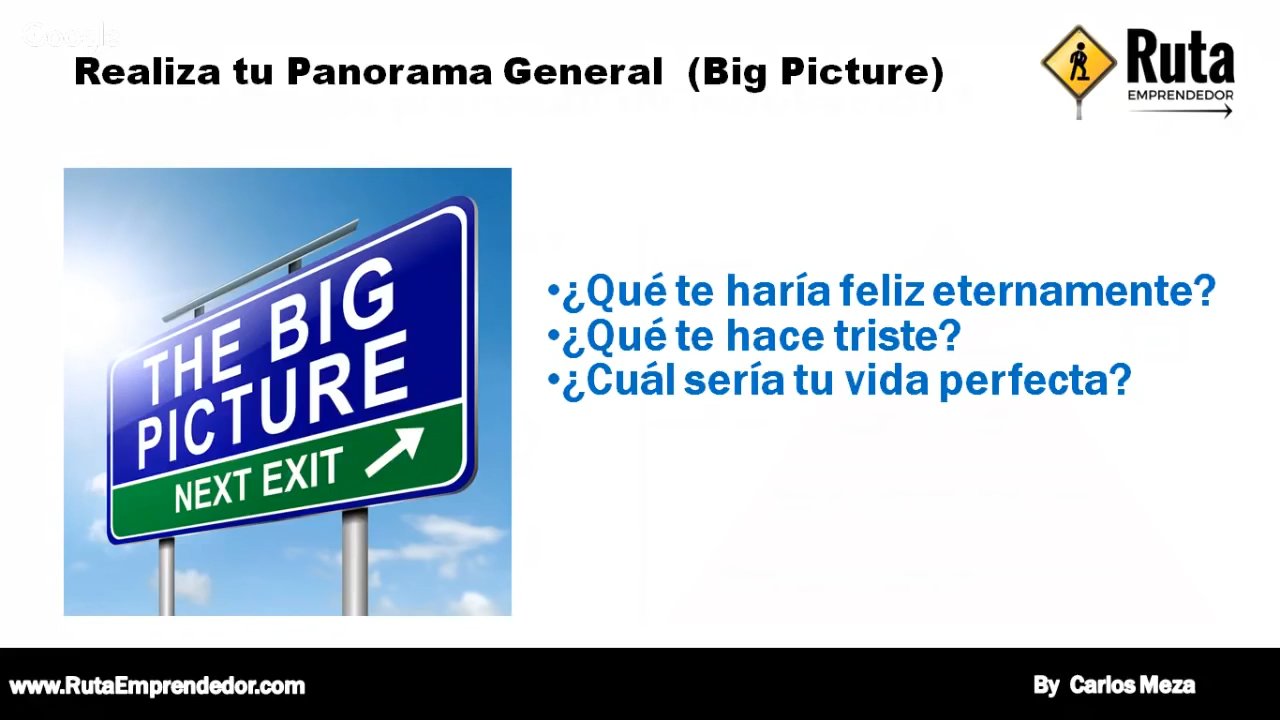 Google
Realiza tu Panorama General (Big Picture)
Ruta
EMPRENDEDOR
THE BIG
PICTURE
NEXT EXIT
•¿Qué te haría feliz eternamente?
•¿Qué te hace triste?
•¿Cuál sería tu vida perfecta?
www.RutaEmprendedor.com
By Carlos Meza